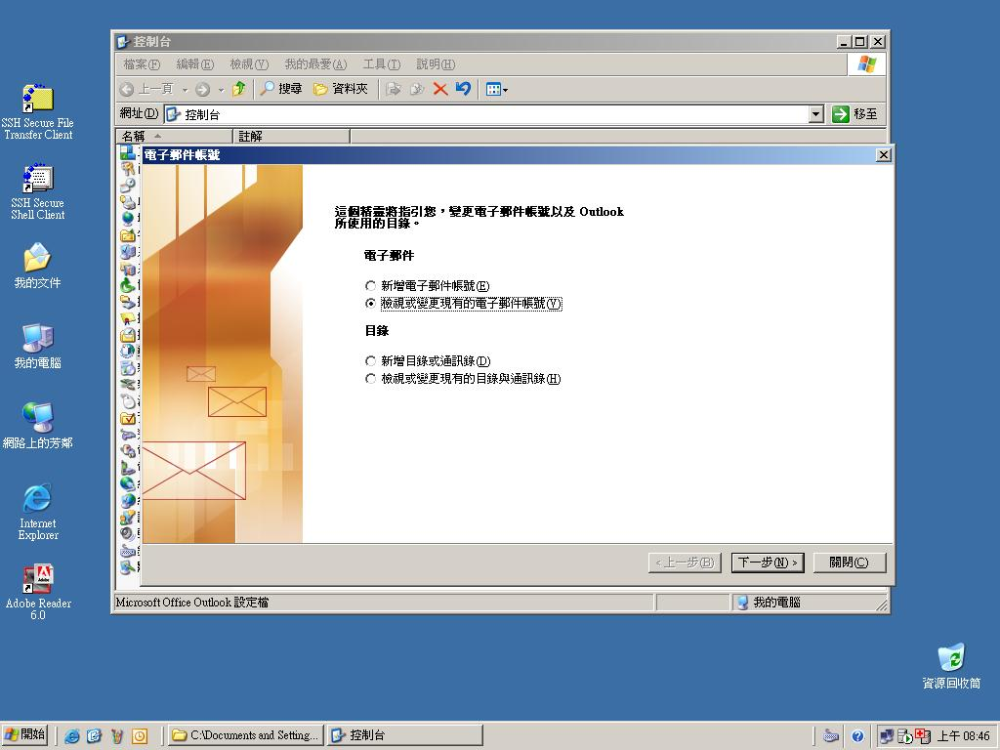 控制台
檔案(F) 編輯(E) 檢視(V) 我的最愛(A) 工具(T) 說明(H)
上一頁 搜尋 資料夾
網址(D) 控制台 移至
名稱 註解
電子郵件帳號
這個精靈將指引您，變更電子郵件帳號以及 Outlook
所使用的目錄。
電子郵件
新增電子郵件帳號(E)
檢視或變更現有的電子郵件帳號(V)
目錄
新增目錄或通訊錄(D)
檢視或變更現有的目錄與通訊錄(H)
< 上一步(B) 下一步(N) > 關閉(C)
Microsoft Office Outlook 設定檔 我的電腦
SSH Secure File
Transfer Client
SSH Secure
Shell Client
我的文件
我的電腦
網路上的芳鄰
Internet
Explorer
Adobe Reader
6.0
資源回收筒
開始 C:\Documents and Setting... 控制台 上午 08:46